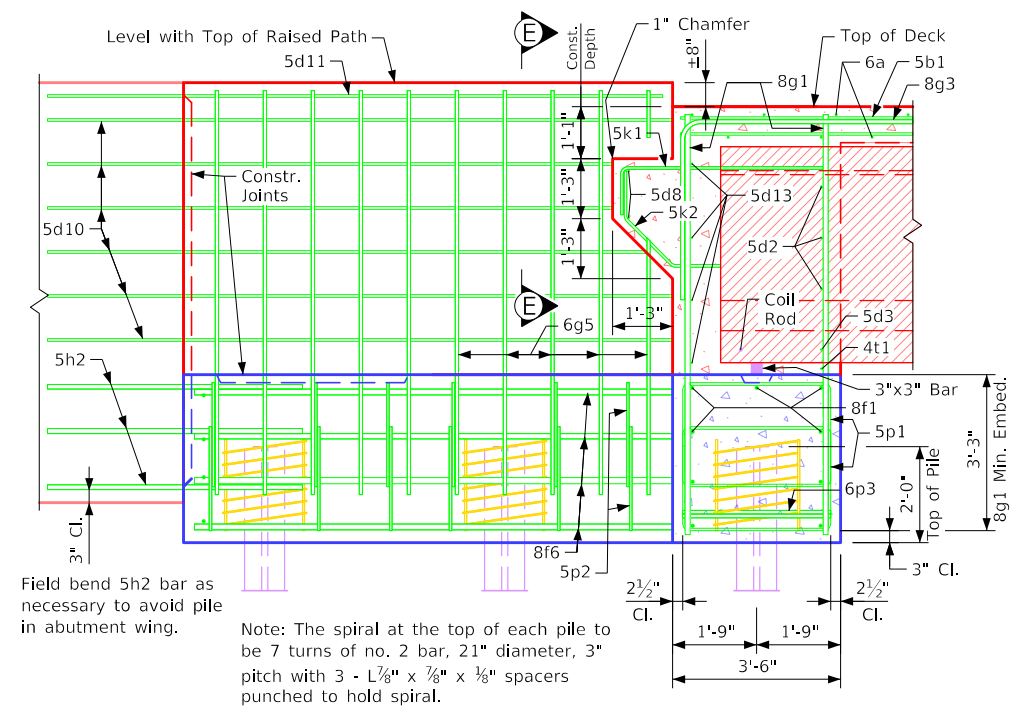 Level with Top of Raised Path
5d11
E
Const.
Depth
1" Chamfer
±8"
Top of Deck
6a
5b1
8g1
8g3
1'-1"
5k1
Constr.
Joints
1'-3"
5d8
5k2
5d13
5d10
5d2
1'-3"
E
Coil
Rod
1'-3"
6g5
5d3
4t1
5h2
3"x3" Bar
8f1
5p1
3'-3"
8g1 Min. Embed.
6p3
2'-0"
Top of Pile
3" Cl.
8f6
5p2
3" Cl.
Field bend 5h2 bar as
necessary to avoid pile
in abutment wing.
2½"
Cl.
2½"
Cl.
Note: The spiral at the top of each pile to
be 7 turns of no. 2 bar, 21" diameter, 3"
pitch with 3 - L⅞" x ⅞" x ⅛" spacers
punched to hold spiral.
1'-9"
1'-9"
3'-6"